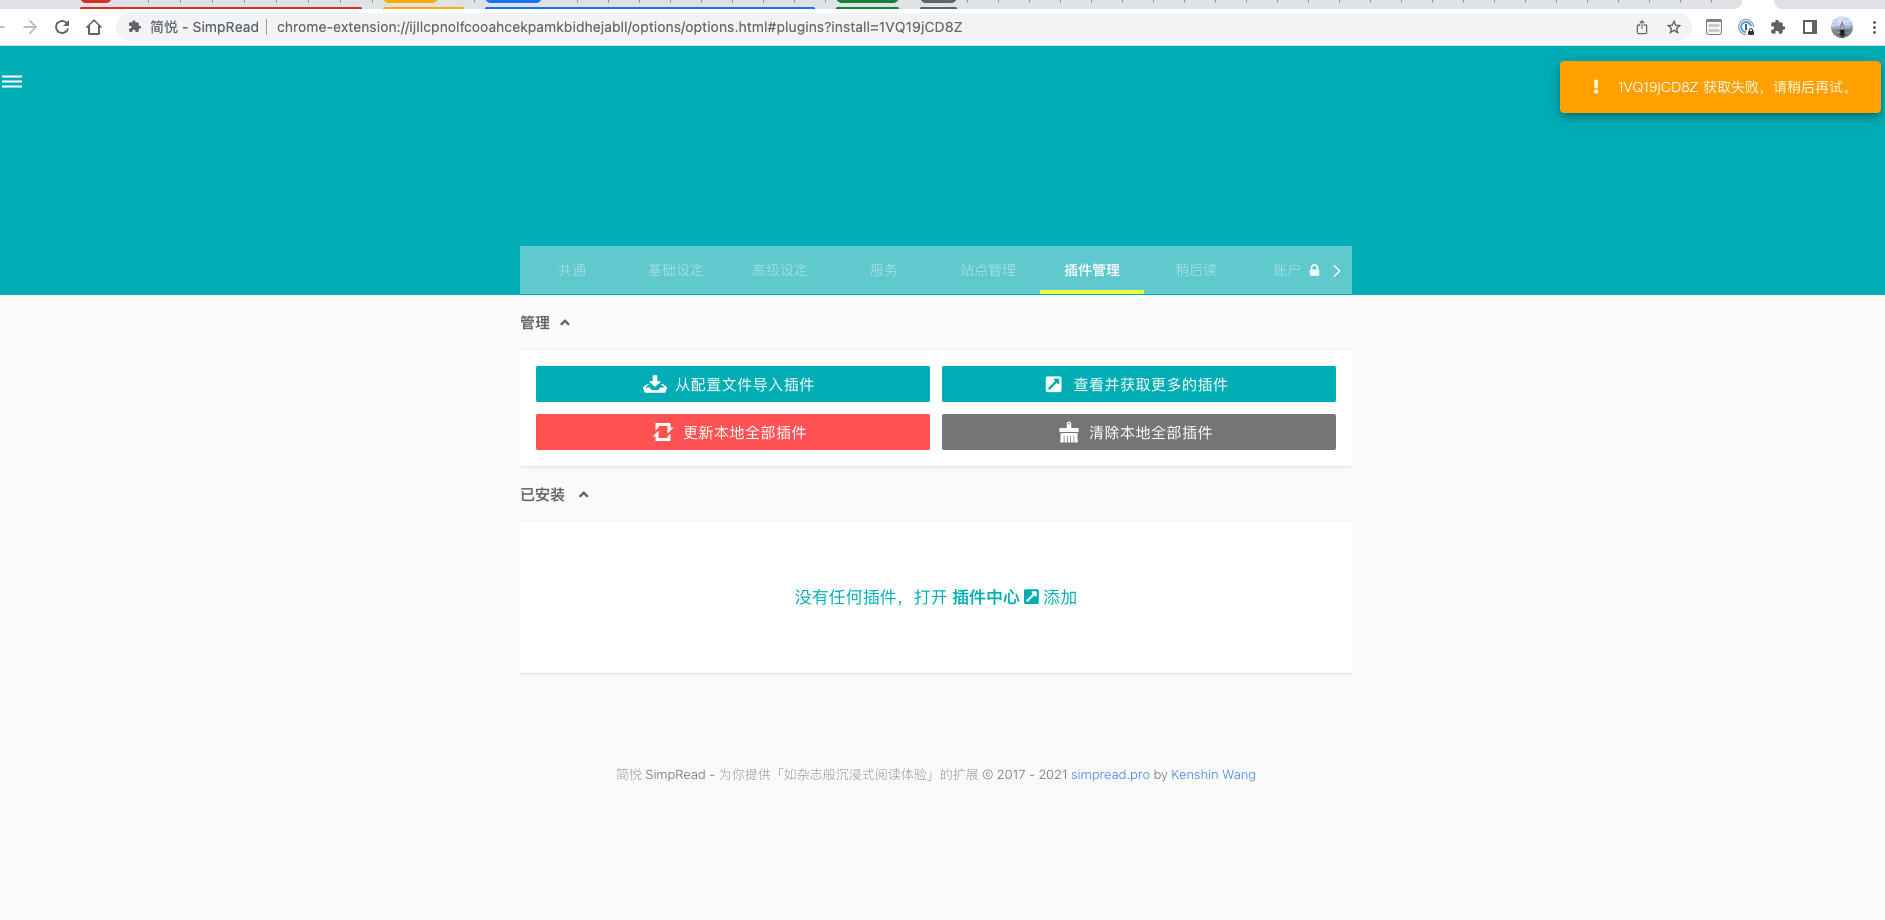 简悦 - SimpRead chrome-extension://ijllcpnolfcooahcekpamkbidhejabll/options/options.html#plugins?install=1VQ19jCD8Z
1VQ19jCD8Z 获取失败，请稍后再试。
共通 基础设定 高级设定 服务 站点管理 插件管理 稍后读 账户
管理
从配置文件导入插件 查看并获取更多的插件
更新本地全部插件 清除本地全部插件
已安装
没有任何插件，打开 插件中心 添加
简悦 SimpRead - 为你提供「如杂志般沉浸式阅读体验」的扩展 © 2017 - 2021 simpread.pro by Kenshin Wang